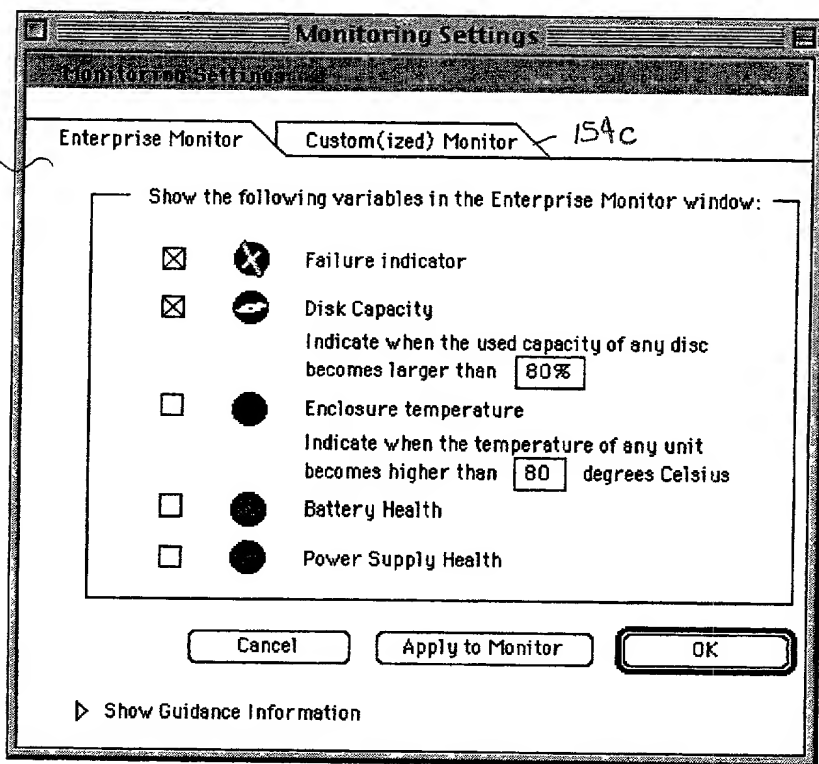 Monitoring Settings
Monitoring Settings
Enterprise Monitor
Custom(ized) Monitor
154c
Show the following variables in the Enterprise Monitor window:
Failure indicator
Disk Capacity
Indicate when the used capacity of any disc
becomes larger than 80%
Enclosure temperature
Indicate when the temperature of any unit
becomes higher than 80 degrees Celsius
Battery Health
Power Supply Health
Cancel
Apply to Monitor
OK
Show Guidance Information